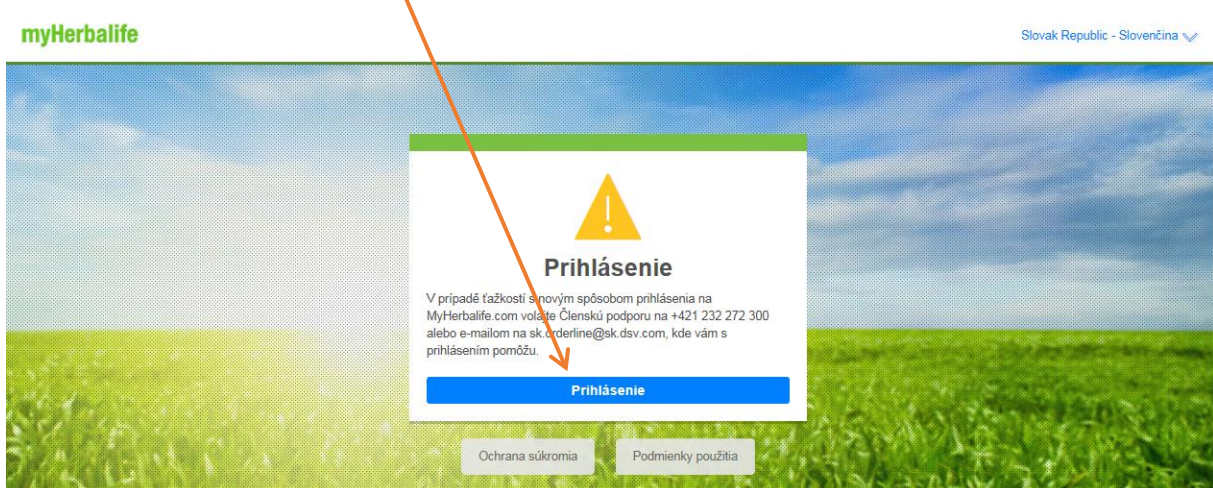 myHerbalife
Slovak Republic - Slovenčina
Prihlásenie
V prípadě ťažkostí s novým spôsobom prihlásenia na
MyHerbalife.com volajte Členskú podporu na +421 232 272 300
alebo e-mailom na sk.orderline@sk.dsv.com, kde vám s
prihlásením pomôžu.
Prihlásenie
Ochrana súkromia
Podmienky použitia